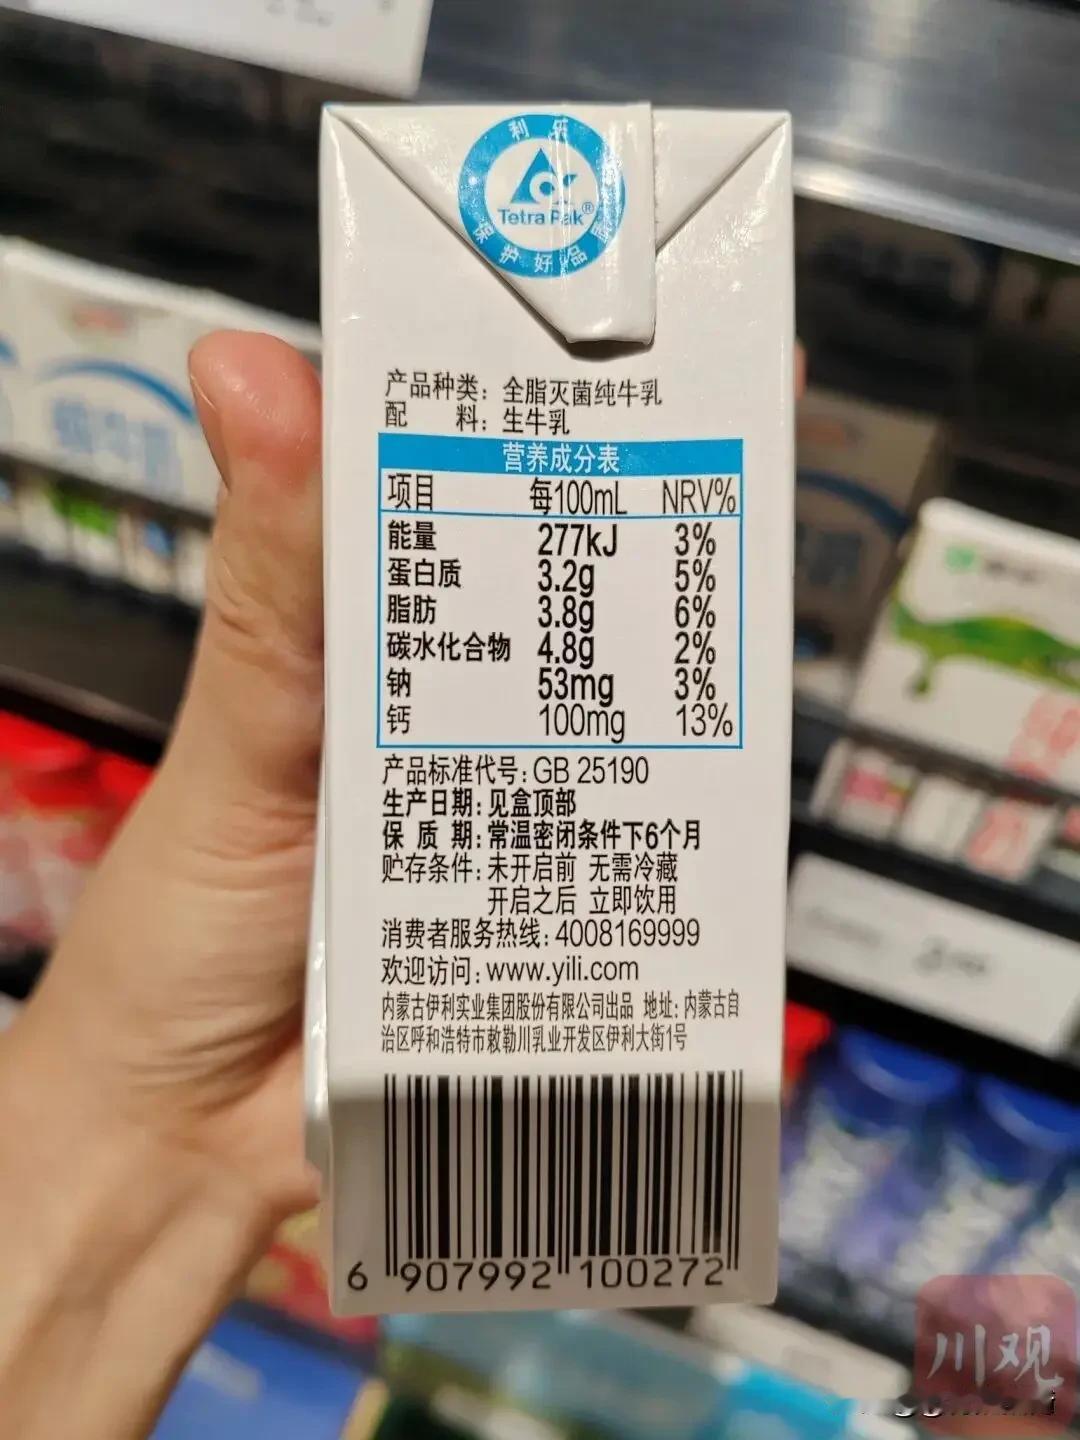 利乐
Tetra Pak®
保护好品质
产品种类：全脂灭菌纯牛乳
配 料：生牛乳
营养成分表
项目 每100mL NRV%
能量 277kJ 3%
蛋白质 3.2g 5%
脂肪 3.8g 6%
碳水化合物 4.8g 2%
钠 53mg 3%
钙 100mg 13%
产品标准代号：GB 25190
生产日期：见盒顶部
保 质 期：常温密闭条件下6个月
贮存条件：未开启前 无需冷藏
开启之后 立即饮用
消费者服务热线：4008169999
欢迎访问：www.yili.com
内蒙古伊利实业集团股份有限公司出品 地址：内蒙古自
治区呼和浩特市敕勒川乳业开发区伊利大街1号
6 907992 100272
川观